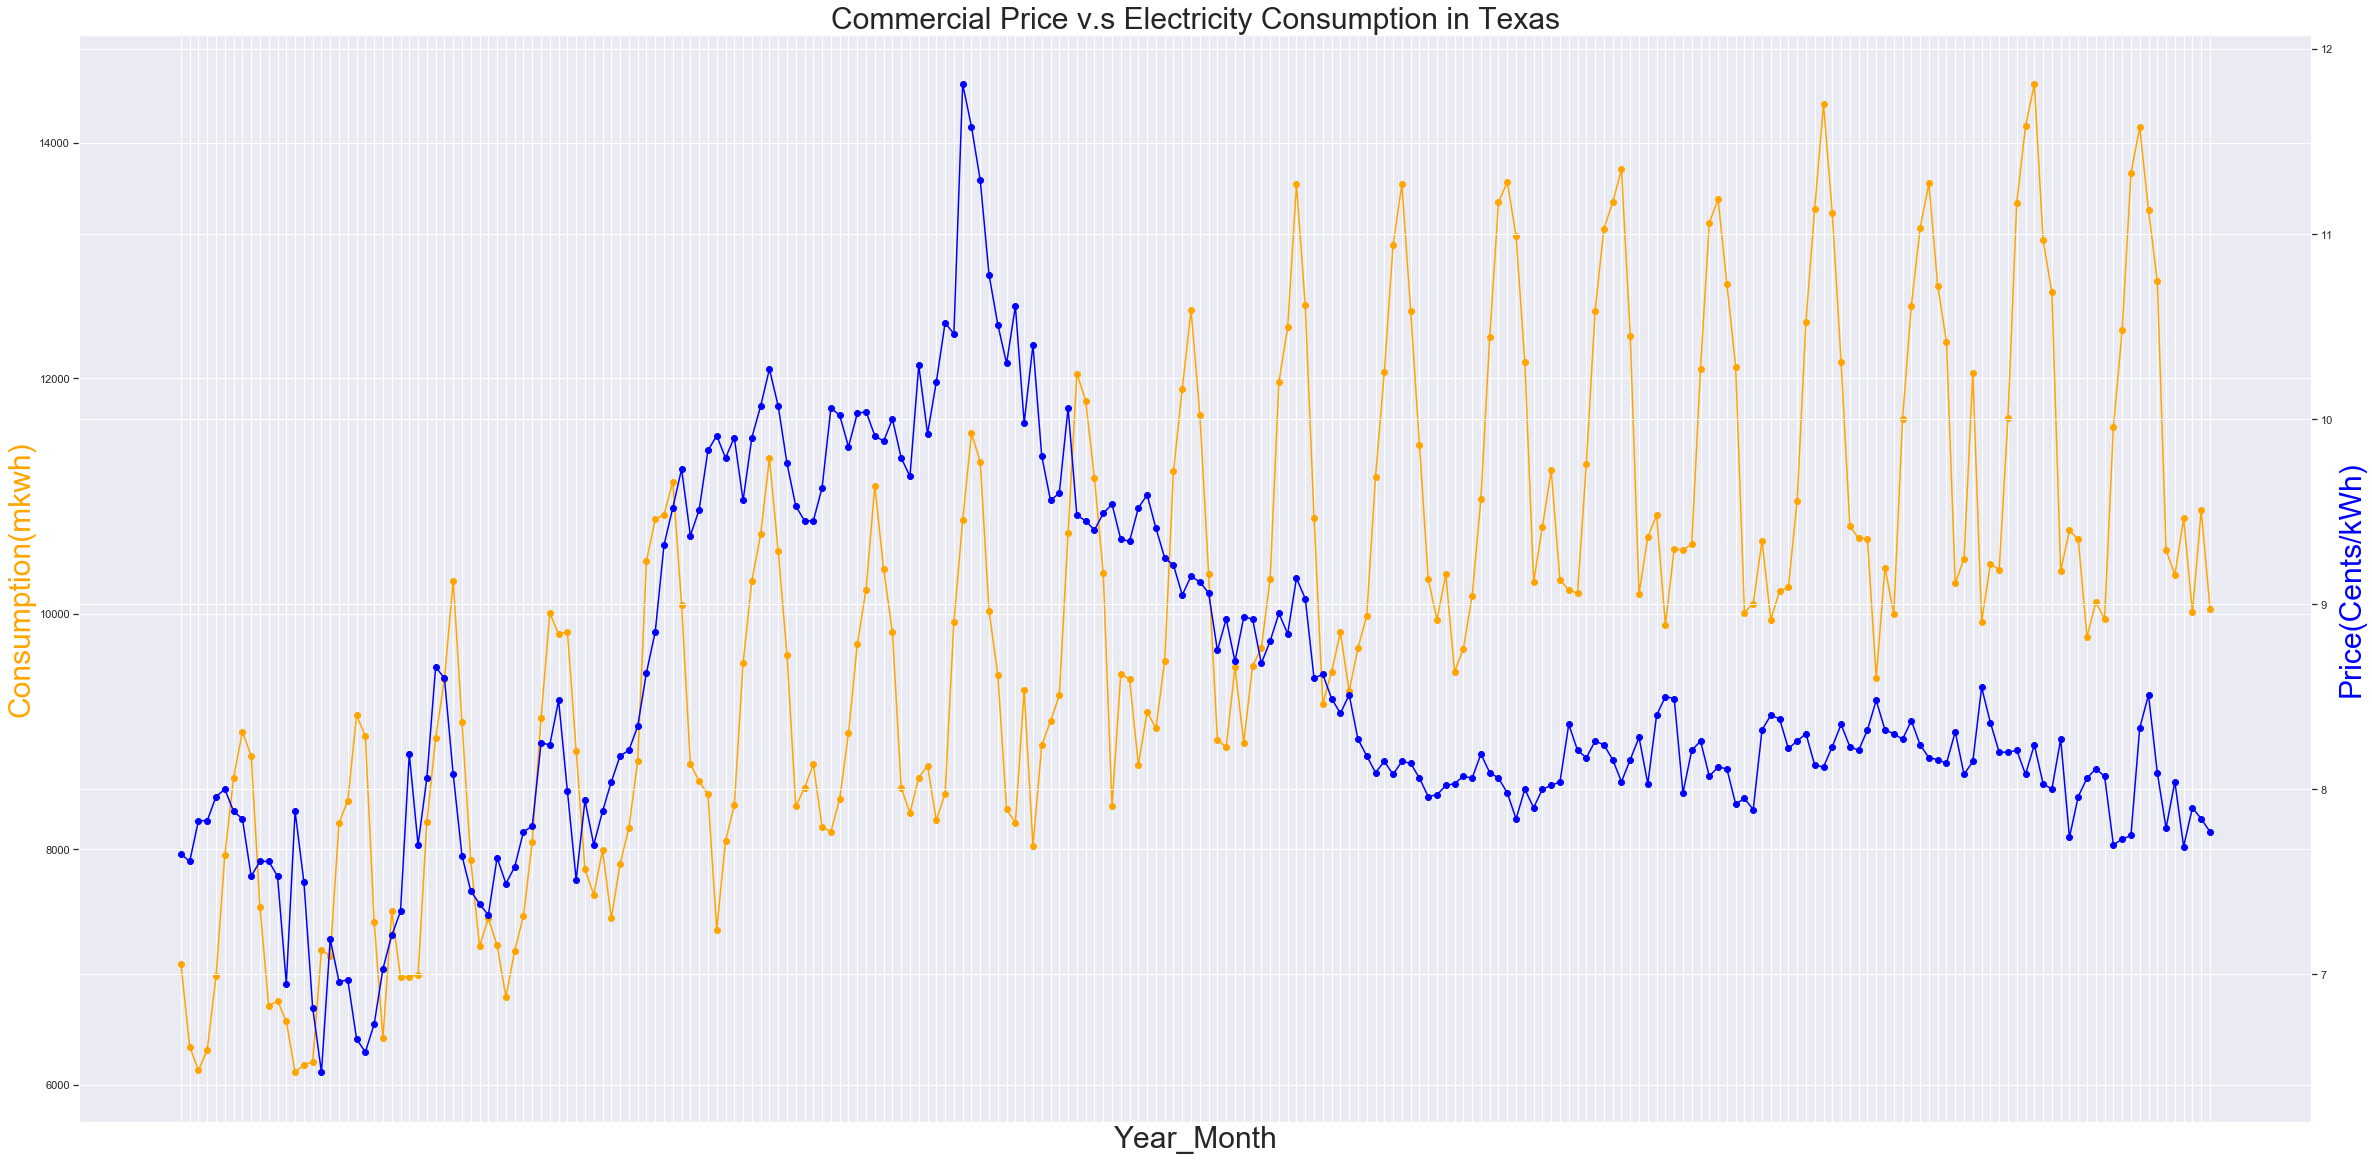 Commercial Price v.s Electricity Consumption in Texas
Consumption(mkwh)
14000
12000
10000
8000
6000
12
11
10
9
8
7
Price(Cents/kWh)
Year_Month